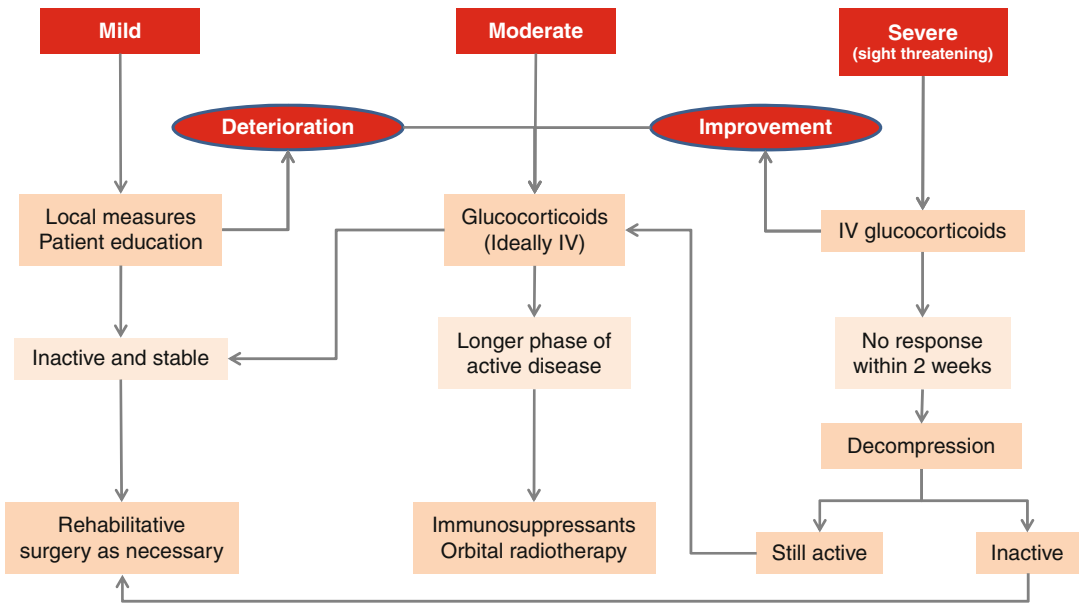 Mild
Moderate
Severe
(sight threatening)
Deterioration
Improvement
Local measures
Patient education
Glucocorticoids
(Ideally IV)
IV glucocorticoids
Inactive and stable
Longer phase of
active disease
No response
within 2 weeks
Decompression
Rehabilitative
surgery as necessary
Immunosuppressants
Orbital radiotherapy
Still active
Inactive